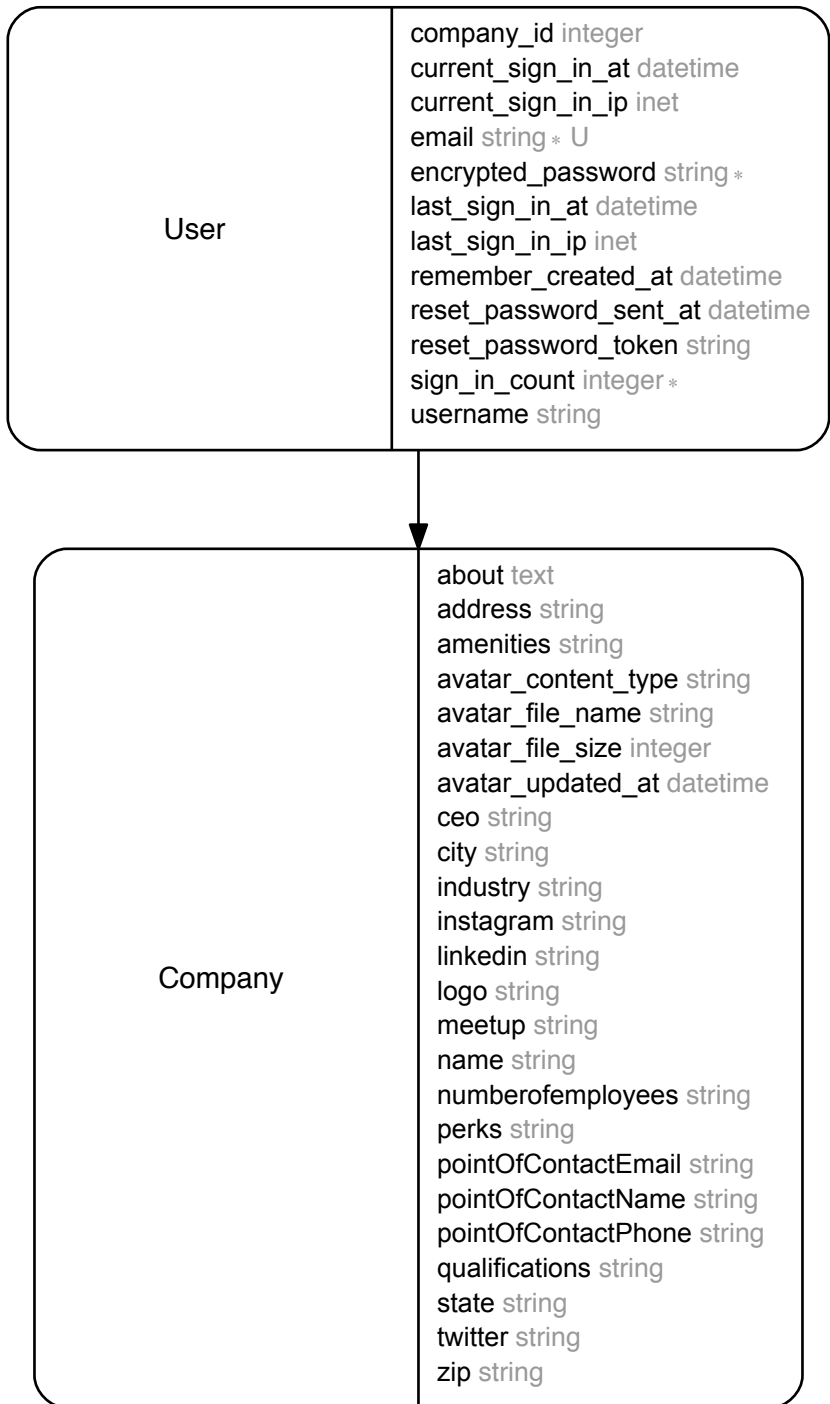 User
company_id integer
current_sign_in_at datetime
current_sign_in_ip inet
email string ∗ U
encrypted_password string ∗
last_sign_in_at datetime
last_sign_in_ip inet
remember_created_at datetime
reset_password_sent_at datetime
reset_password_token string
sign_in_count integer ∗
username string
Company
about text
address string
amenities string
avatar_content_type string
avatar_file_name string
avatar_file_size integer
avatar_updated_at datetime
ceo string
city string
industry string
instagram string
linkedin string
logo string
meetup string
name string
numberofemployees string
perks string
pointOfContactEmail string
pointOfContactName string
pointOfContactPhone string
qualifications string
state string
twitter string
zip string